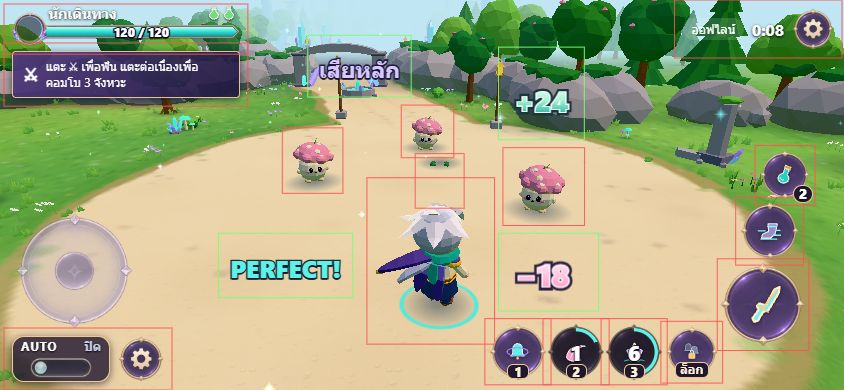 นักเดินทาง
120 / 120
ออฟไลน์ 0:08
แตะ ⚔ เพื่อฟัน แตะต่อเนื่องเพื่อ
คอมโบ 3 จังหวะ
เสียหลัก
+24
2
PERFECT!
-18
AUTO ปิด
1
1
2
6
3
ล็อก